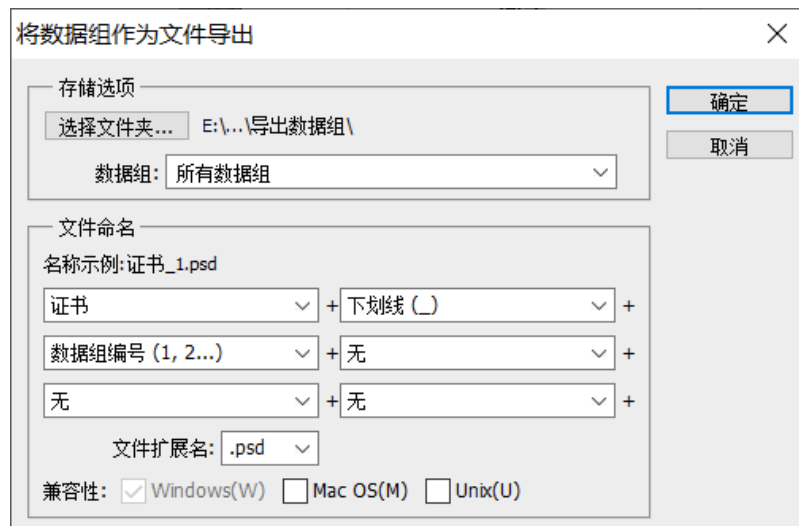 将数据组作为文件导出
存储选项
选择文件夹... E:\...\导出数据组\
确定
数据组: 所有数据组
取消
文件命名
名称示例:证书_1.psd
证书 + 下划线 (_) +
数据组编号 (1, 2...) + 无 +
无 + 无 +
文件扩展名: .psd
兼容性: Windows(W) Mac OS(M) Unix(U)